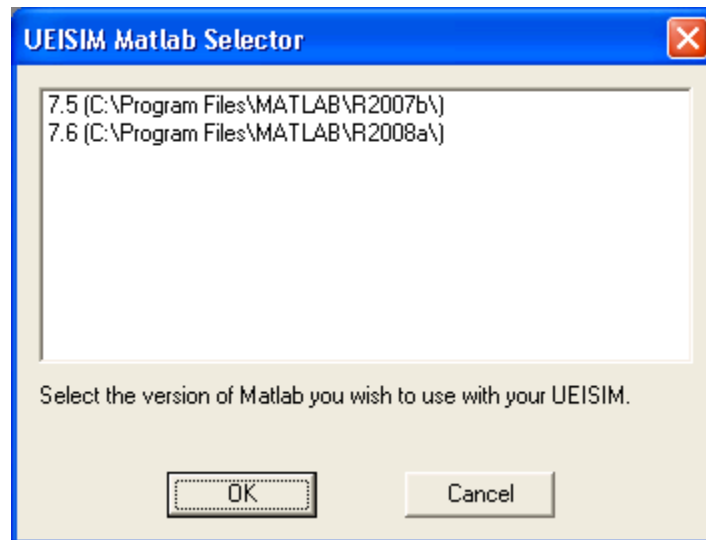 UEISIM Matlab Selector
7.5 (C:\Program Files\MATLAB\R2007b\)
7.6 (C:\Program Files\MATLAB\R2008a\)
Select the version of Matlab you wish to use with your UEISIM.
OK
Cancel